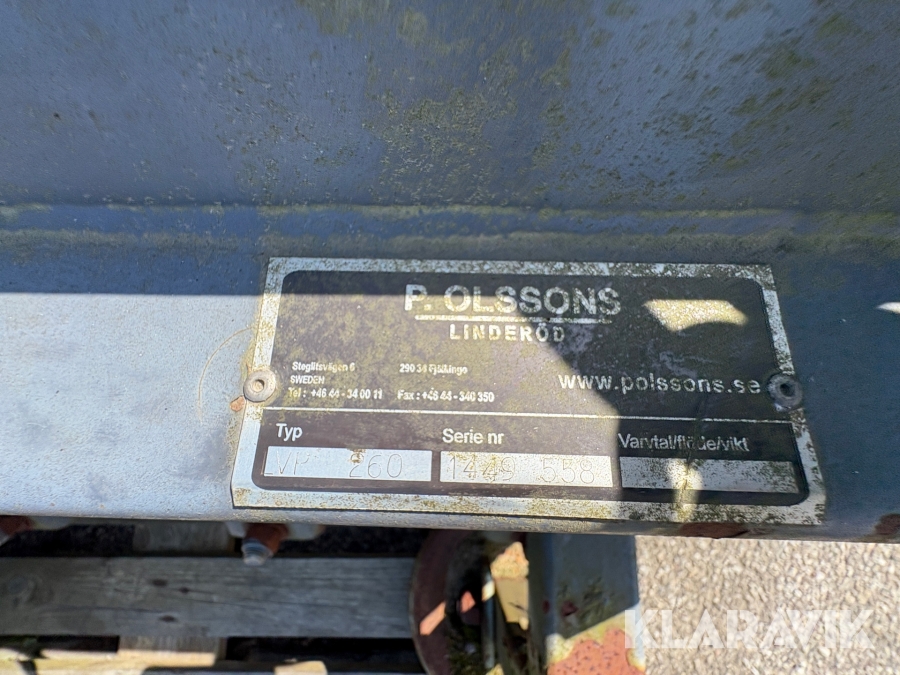 P. OLSSONS
LINDERÖD
Steglitsvägen 6 290 34 Fjälkinge
SWEDEN
www.polssons.se
Tel : +46 44 - 34 00 11 Fax : +46 44 - 340 350
Typ Serie nr Varvtal/flöde/vikt
260 1449 558
KLARAVIK